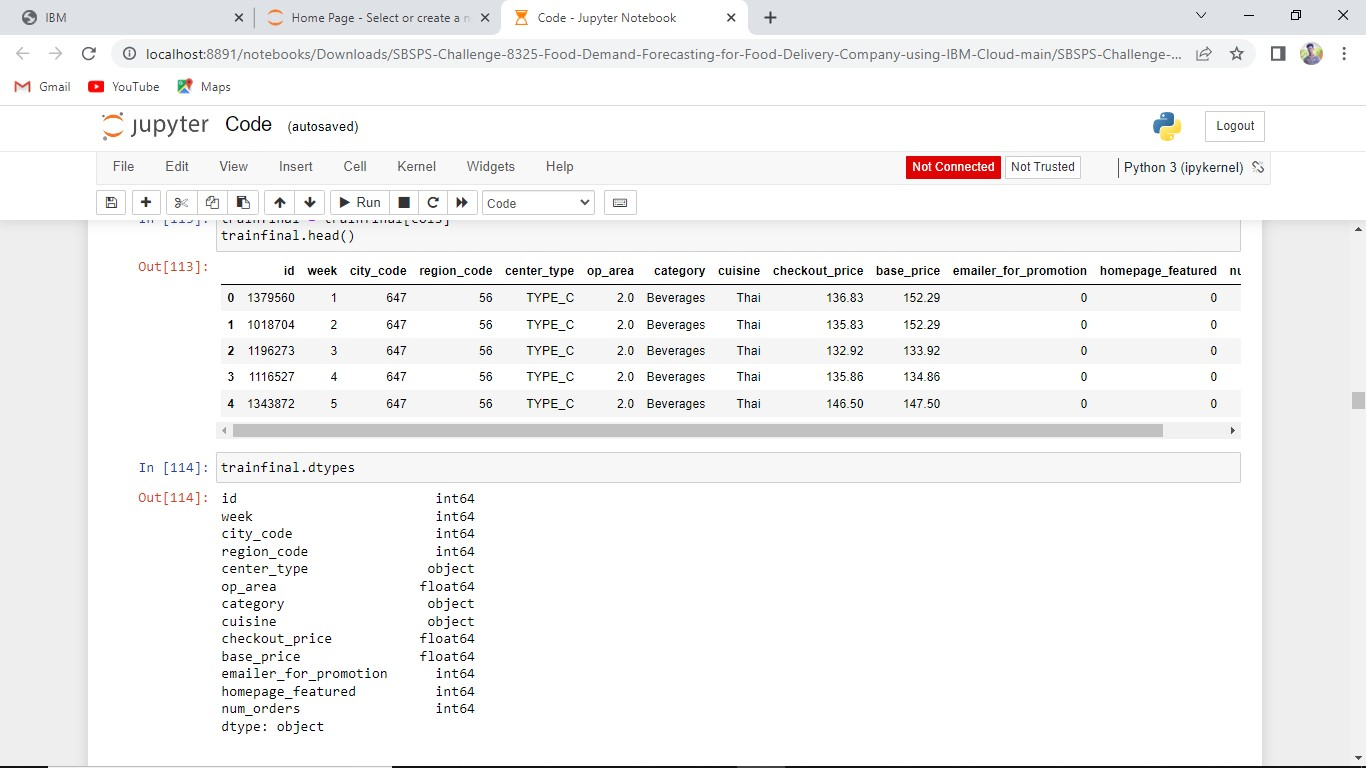 IBM Home Page - Select or create a n Code - Jupyter Notebook
localhost:8891/notebooks/Downloads/SBSPS-Challenge-8325-Food-Demand-Forecasting-for-Food-Delivery-Company-using-IBM-Cloud-main/SBSPS-Challenge-...
Gmail YouTube Maps
jupyter Code (autosaved) Logout
File Edit View Insert Cell Kernel Widgets Help Not Connected Not Trusted Python 3 (ipykernel)
Run Code
In [113]: trainfinal = trainfinal[cols]
trainfinal.head()
Out[113]:
id week city_code region_code center_type op_area category cuisine checkout_price base_price emailer_for_promotion homepage_featured nu
0 1379560 1 647 56 TYPE_C 2.0 Beverages Thai 136.83 152.29 0 0
1 1018704 2 647 56 TYPE_C 2.0 Beverages Thai 135.83 152.29 0 0
2 1196273 3 647 56 TYPE_C 2.0 Beverages Thai 132.92 133.92 0 0
3 1116527 4 647 56 TYPE_C 2.0 Beverages Thai 135.86 134.86 0 0
4 1343872 5 647 56 TYPE_C 2.0 Beverages Thai 146.50 147.50 0 0
In [114]: trainfinal.dtypes
Out[114]: id int64
week int64
city_code int64
region_code int64
center_type object
op_area float64
category object
cuisine object
checkout_price float64
base_price float64
emailer_for_promotion int64
homepage_featured int64
num_orders int64
dtype: object